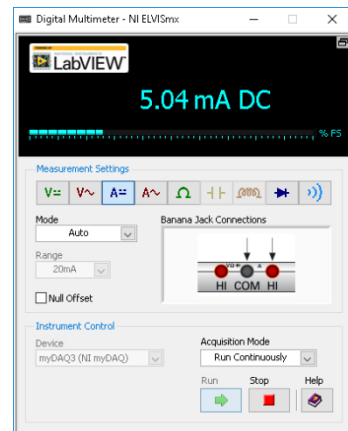 Digital Multimeter - NI ELVISmx
LabVIEW
5.04 mA DC
% FS
Measurement Settings
V A A Ω
Mode
Banana Jack Connections
Auto
Range
20mA
HI COM HI
Null Offset
Instrument Control
Device
Acquisition Mode
myDAQ3 (NI myDAQ)
Run Continuously
Run Stop Help